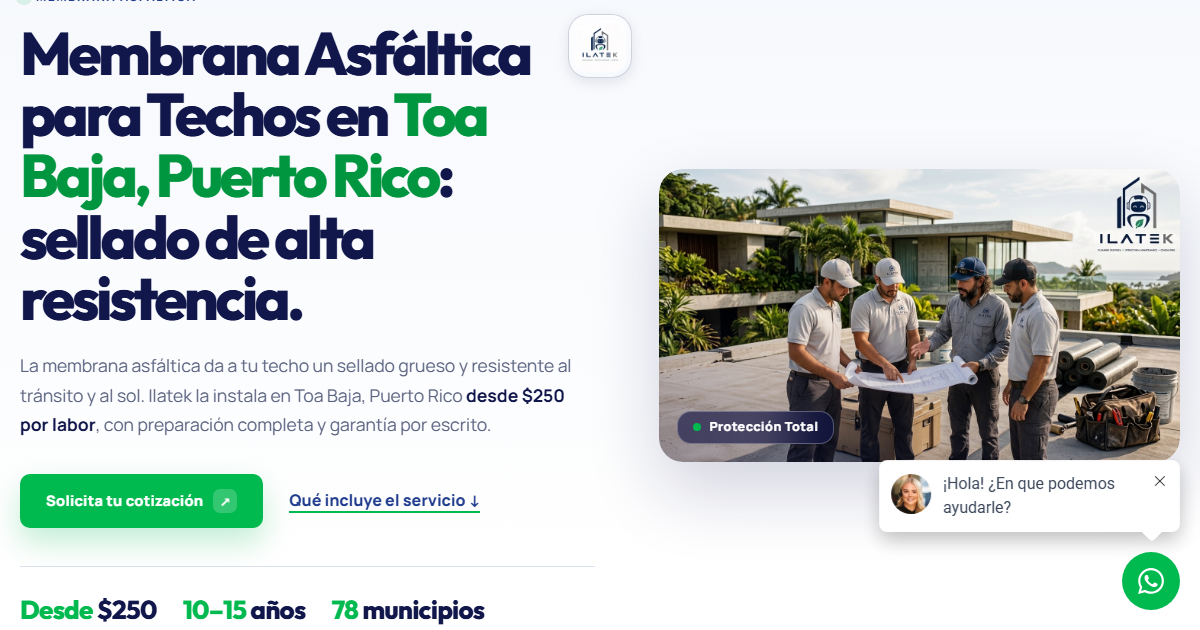 Membrana Asfáltica
ILATEK
para Techos en Toa
Baja, Puerto Rico:
sellado de alta
resistencia.
La membrana asfáltica da a tu techo un sellado grueso y resistente al
tránsito y al sol. Ilatek la instala en Toa Baja, Puerto Rico desde $250
por labor, con preparación completa y garantía por escrito.
Solicita tu cotización ↗
Qué incluye el servicio ↓
Desde $250
10–15 años
78 municipios
ILATEK
Protección Total
¡Hola! ¿En que podemos
ayudarle?